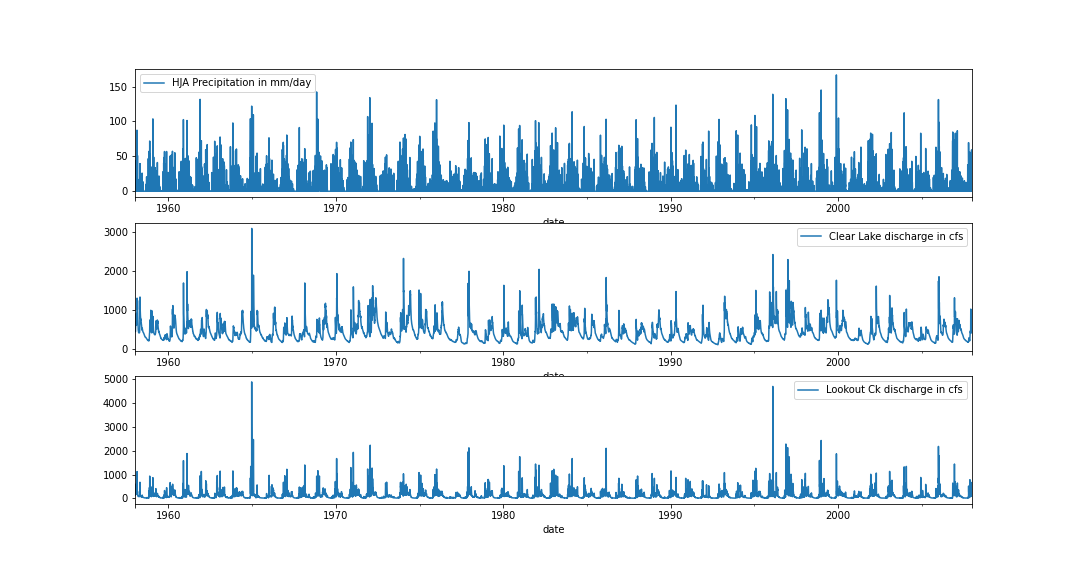 HJA Precipitation in mm/day
150
100
50
0
1960 1970 1980 1990 2000
date
Clear Lake discharge in cfs
3000
2000
1000
0
1960 1970 1980 1990 2000
date
Lookout Ck discharge in cfs
5000
4000
3000
2000
1000
0
1960 1970 1980 1990 2000
date